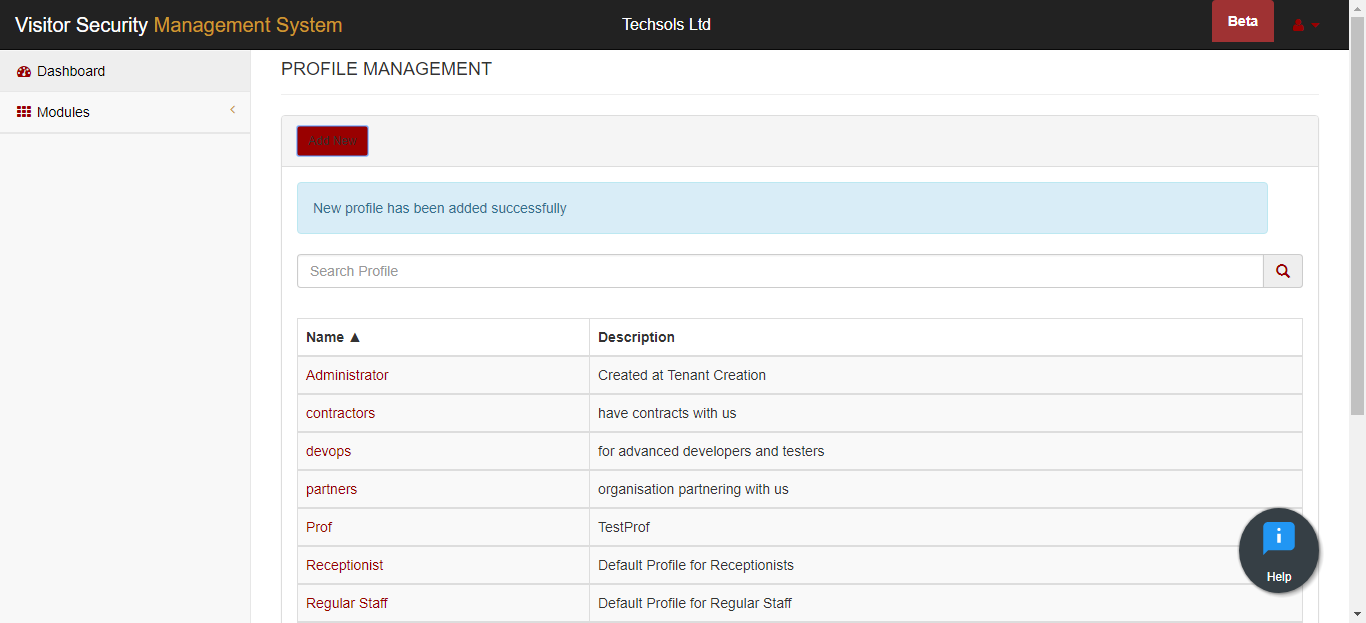 Visitor Security Management System
Techsols Ltd
Beta
Dashboard
Modules
PROFILE MANAGEMENT
Add New
New profile has been added successfully
Search Profile
Name ▲ Description
Administrator Created at Tenant Creation
contractors have contracts with us
devops for advanced developers and testers
partners organisation partnering with us
Prof TestProf
Receptionist Default Profile for Receptionists
Regular Staff Default Profile for Regular Staff
Help